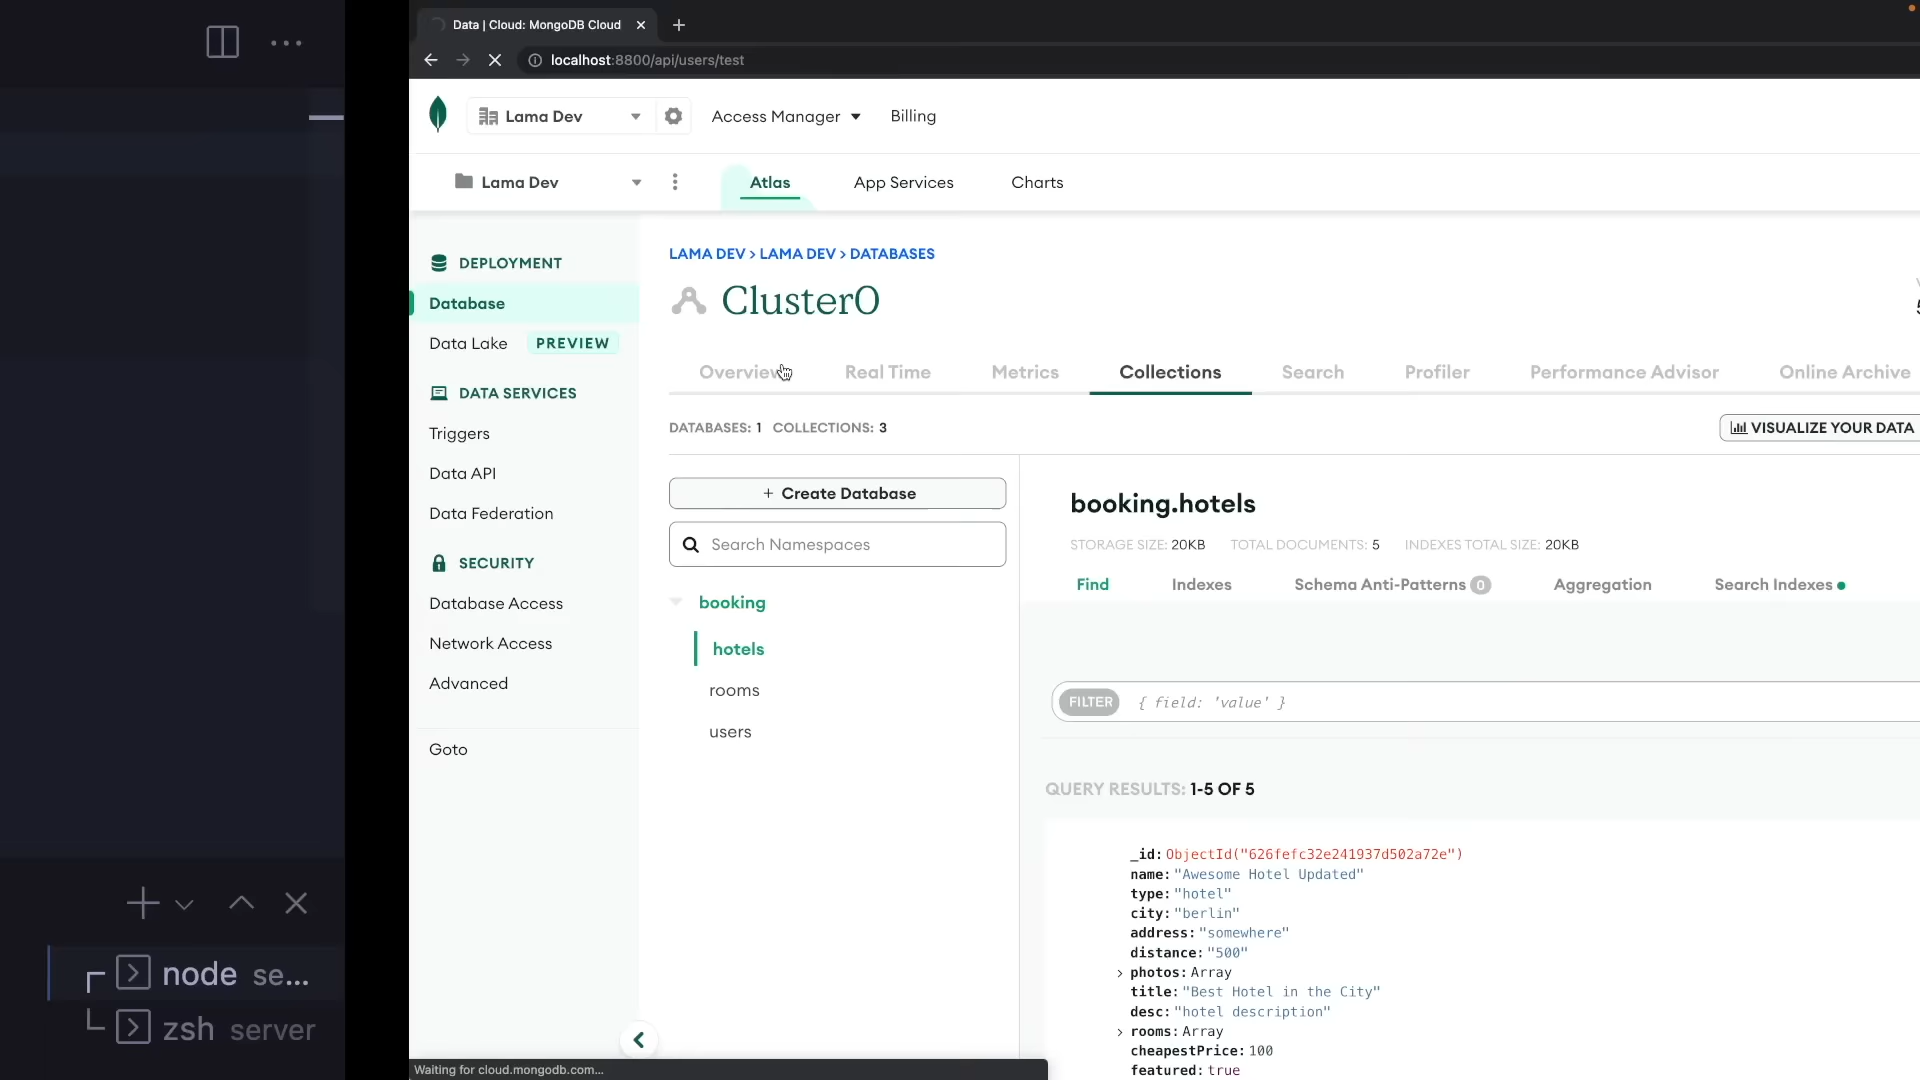 Data | Cloud: MongoDB Cloud
localhost:8800/api/users/test
Lama Dev
Access Manager
Billing
Lama Dev
Atlas
App Services
Charts
DEPLOYMENT
Database
Data Lake PREVIEW
DATA SERVICES
Triggers
Data API
Data Federation
SECURITY
Database Access
Network Access
Advanced
Goto
LAMA DEV > LAMA DEV > DATABASES
Cluster0
Overview
Real Time
Metrics
Collections
Search
Profiler
Performance Advisor
Online Archive
DATABASES: 1 COLLECTIONS: 3
VISUALIZE YOUR DATA
+ Create Database
Search Namespaces
booking
hotels
rooms
users
booking.hotels
STORAGE SIZE: 20KB TOTAL DOCUMENTS: 5 INDEXES TOTAL SIZE: 20KB
Find
Indexes
Schema Anti-Patterns 0
Aggregation
Search Indexes
FILTER { field: 'value' }
QUERY RESULTS: 1-5 OF 5
_id: ObjectId("626fefc32e241937d502a72e")
name: "Awesome Hotel Updated"
type: "hotel"
city: "berlin"
address: "somewhere"
distance: "500"
> photos: Array
title: "Best Hotel in the City"
desc: "hotel description"
> rooms: Array
cheapestPrice: 100
featured: true
node se...
zsh server
Waiting for cloud.mongodb.com...